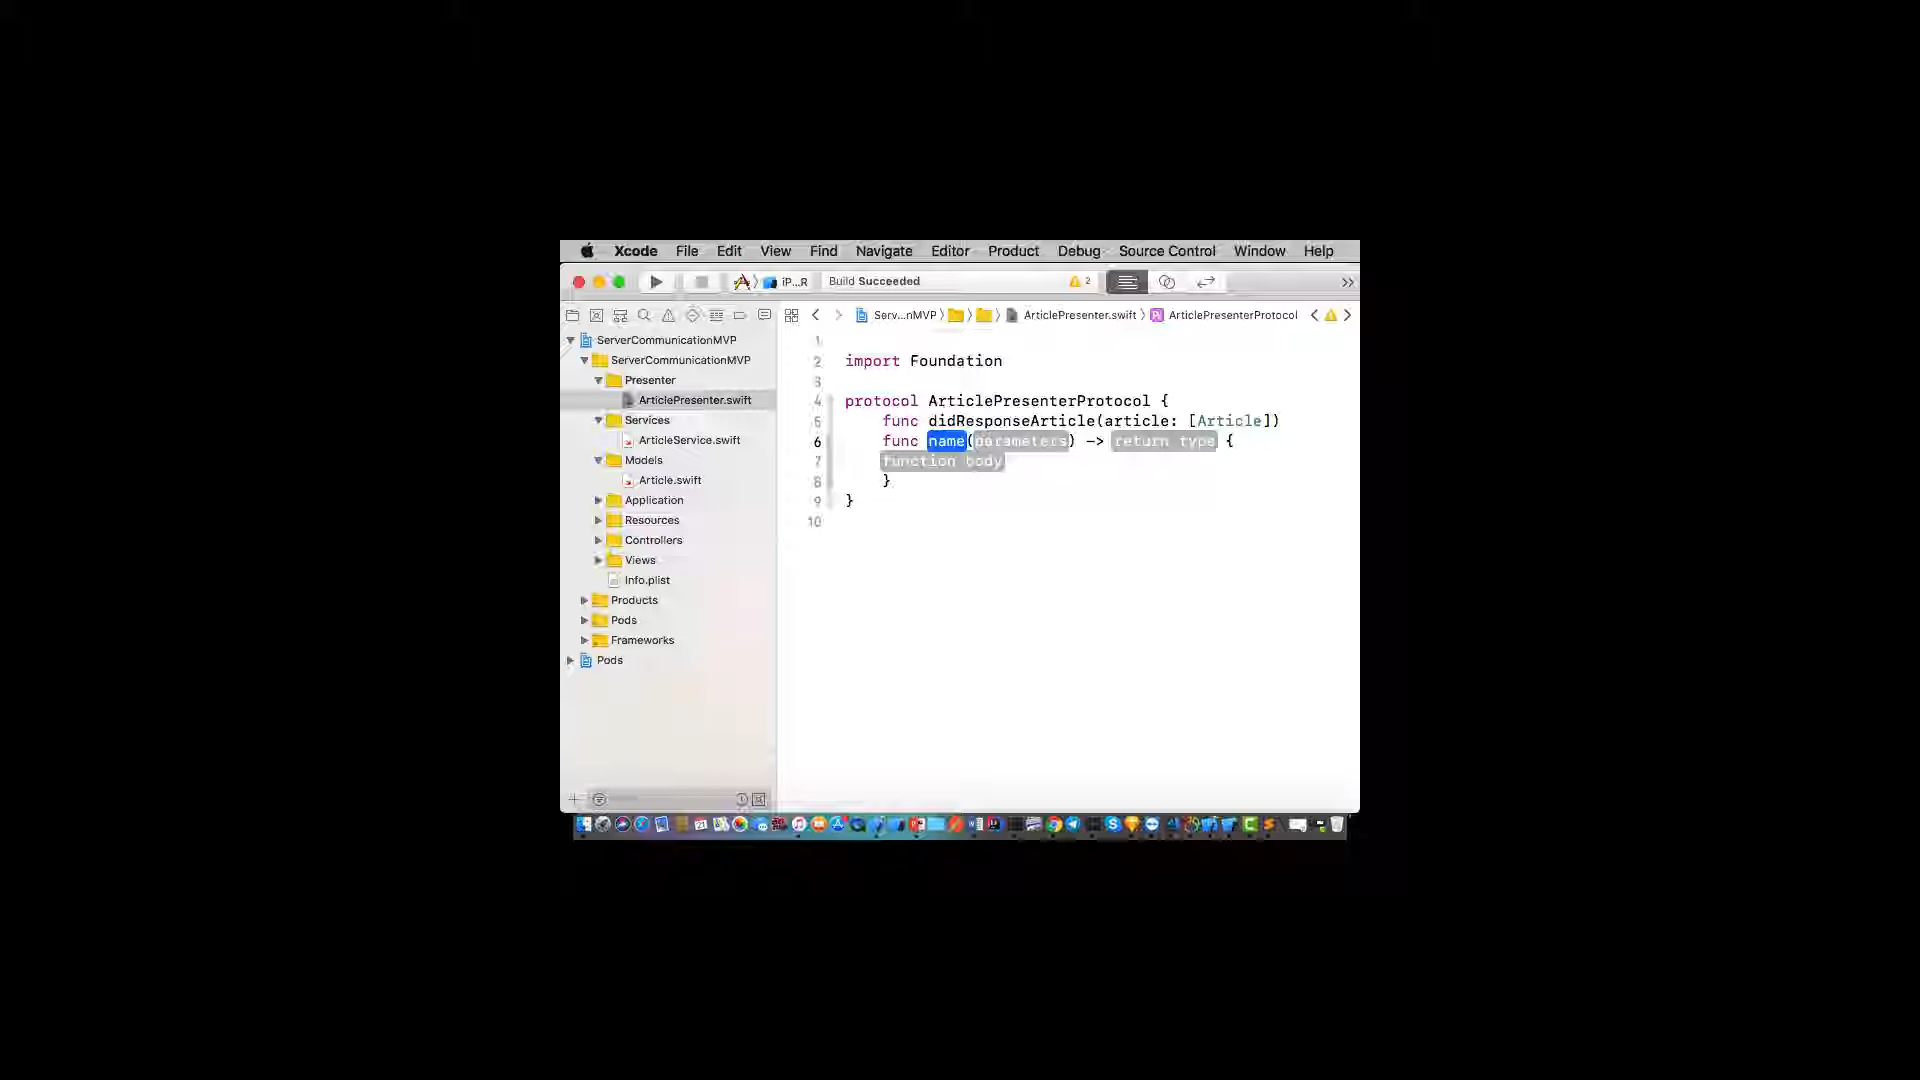 Xcode File Edit View Find Navigate Editor Product Debug Source Control Window Help
iP...R Build Succeeded 2
Serv...nMVP ArticlePresenter.swift ArticlePresenterProtocol
ServerCommunicationMVP
ServerCommunicationMVP
Presenter
ArticlePresenter.swift
Services
ArticleService.swift
Models
Article.swift
Application
Resources
Controllers
Views
Info.plist
Products
Pods
Frameworks
Pods
1
2 import Foundation
3
4 protocol ArticlePresenterProtocol {
5 func didResponseArticle(article: [Article])
6 func name(parameters) -> return type {
7 function body
8 }
9 }
10